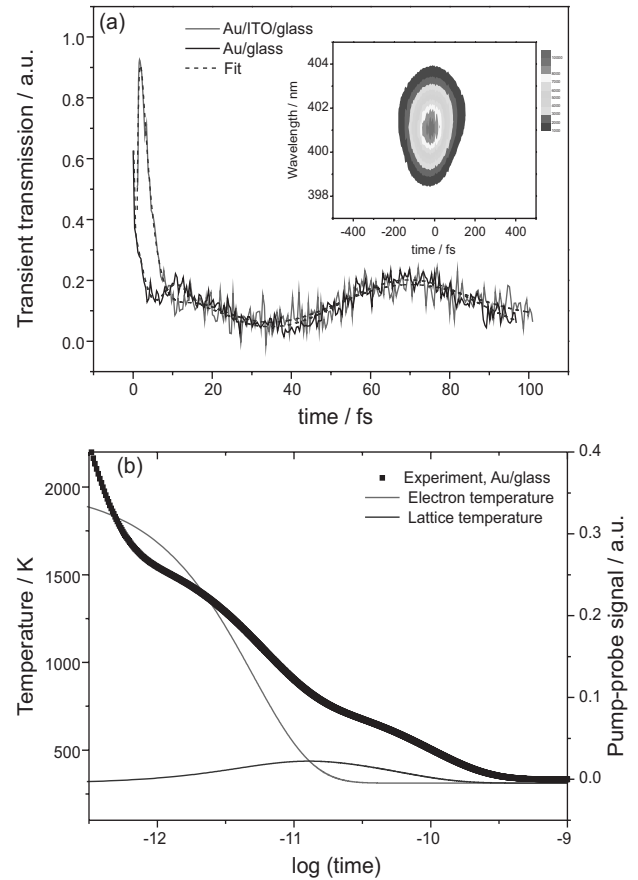 (a)
Au/ITO/glass
Au/glass
Fit
Transient transmission / a.u.
1.0
0.8
0.6
0.4
0.2
0.0
0 20 40 60 80 100
time / fs
Wavelength / nm
404
402
400
398
-400 -200 0 200 400
time / fs
(b)
Experiment, Au/glass
Electron temperature
Lattice temperature
Temperature / K
2000
1500
1000
500
Pump-probe signal / a.u.
0.4
0.3
0.2
0.1
0.0
-12 -11 -10 -9
log (time)